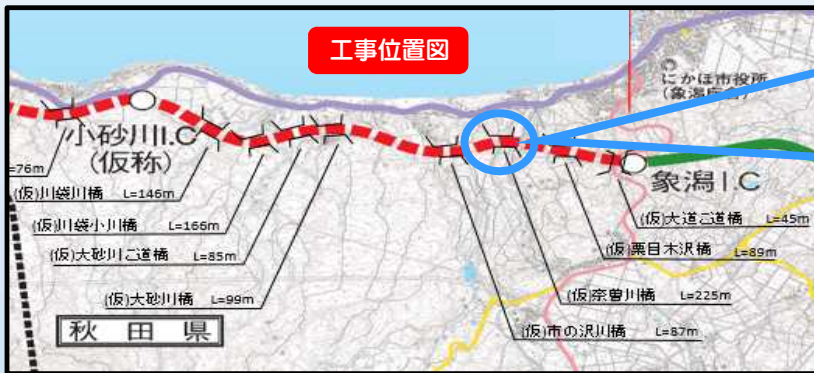 工事位置図
にかほ市役所
(象潟庁舎)
小砂川I.C
(仮称)
=76m
(仮)川袋川橋 L=146m
(仮)川袋小川橋 L=166m
(仮)大砂川こ道橋 L=85m
(仮)大砂川橋 L=99m
秋田県
象潟I.C
(仮)大道こ道橋 L=45m
(仮)栗目木沢橋 L=89m
(仮)奈曽川橋 L=225m
(仮)市の沢川橋 L=87m